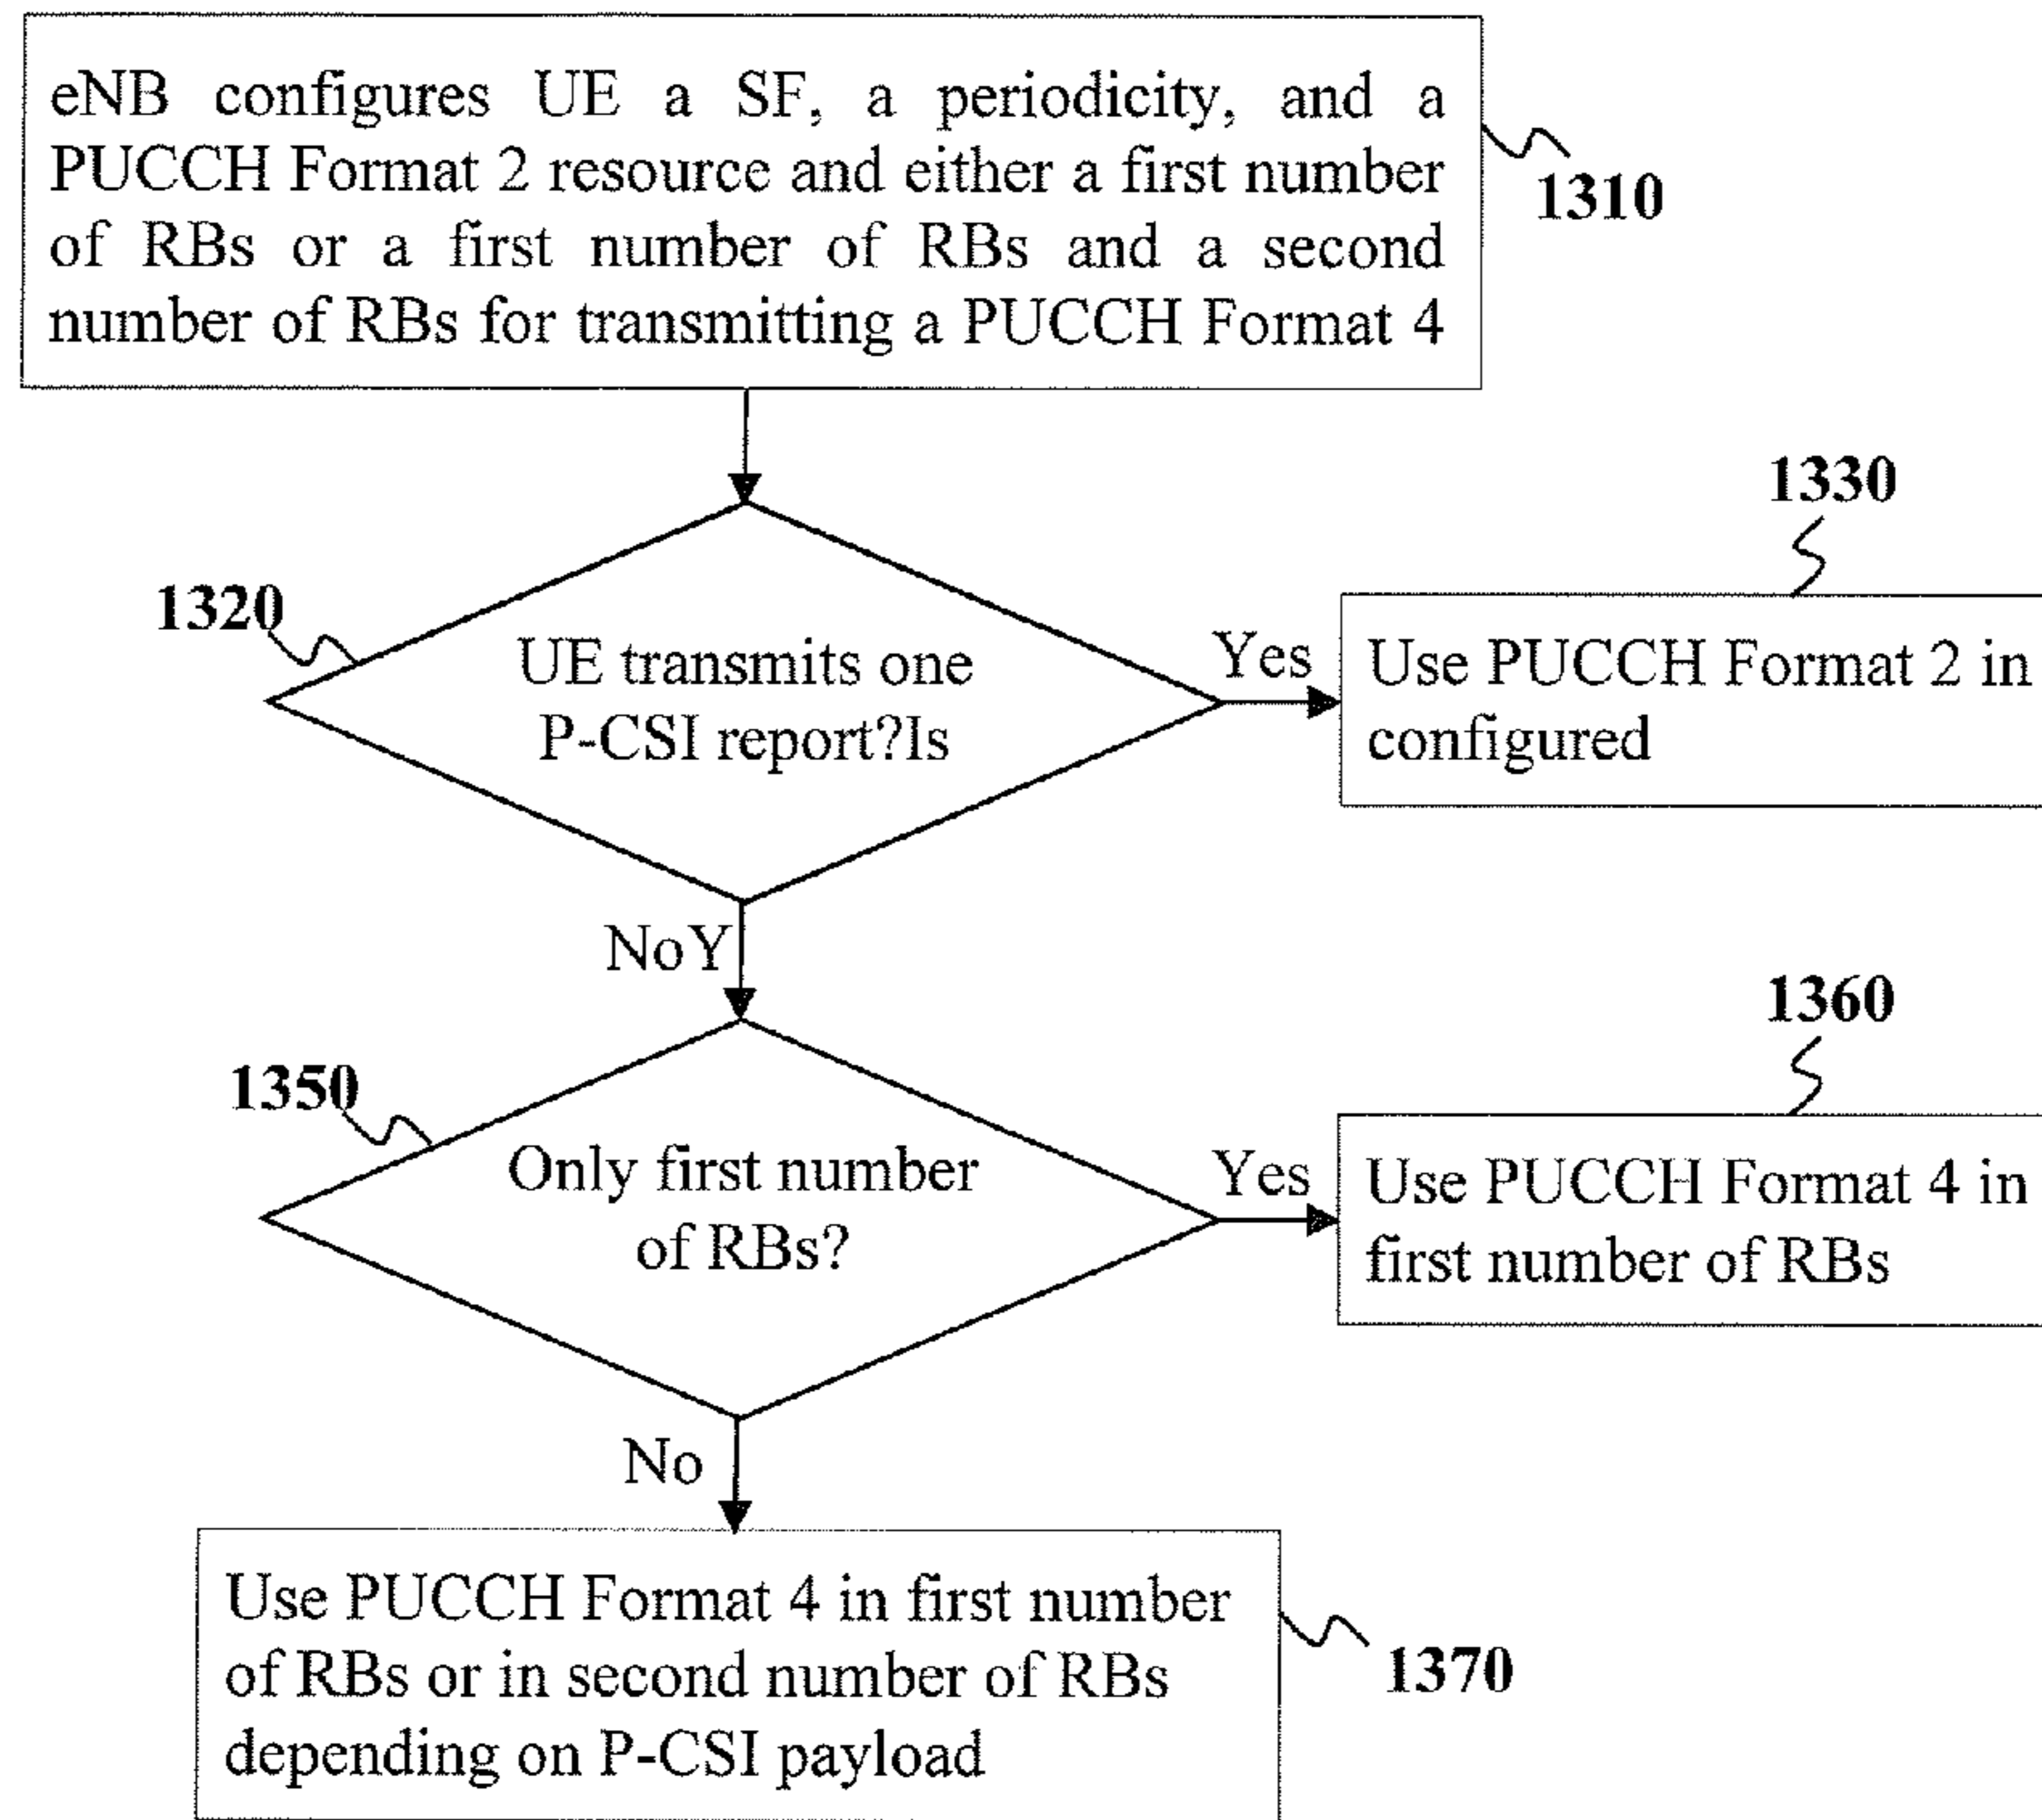 eNB configures UE a SF, a periodicity, and a
PUCCH Format 2 resource and either a first number
of RBs or a first number of RBs and a second
number of RBs for transmitting a PUCCH Format 4
1310
1330
1320
UE transmits one
P-CSI report?Is
Yes
Use PUCCH Format 2 in
configured
NoY
1360
1350
Only first number
of RBs?
Yes
Use PUCCH Format 4 in
first number of RBs
No
Use PUCCH Format 4 in first number
of RBs or in second number of RBs
depending on P-CSI payload
1370